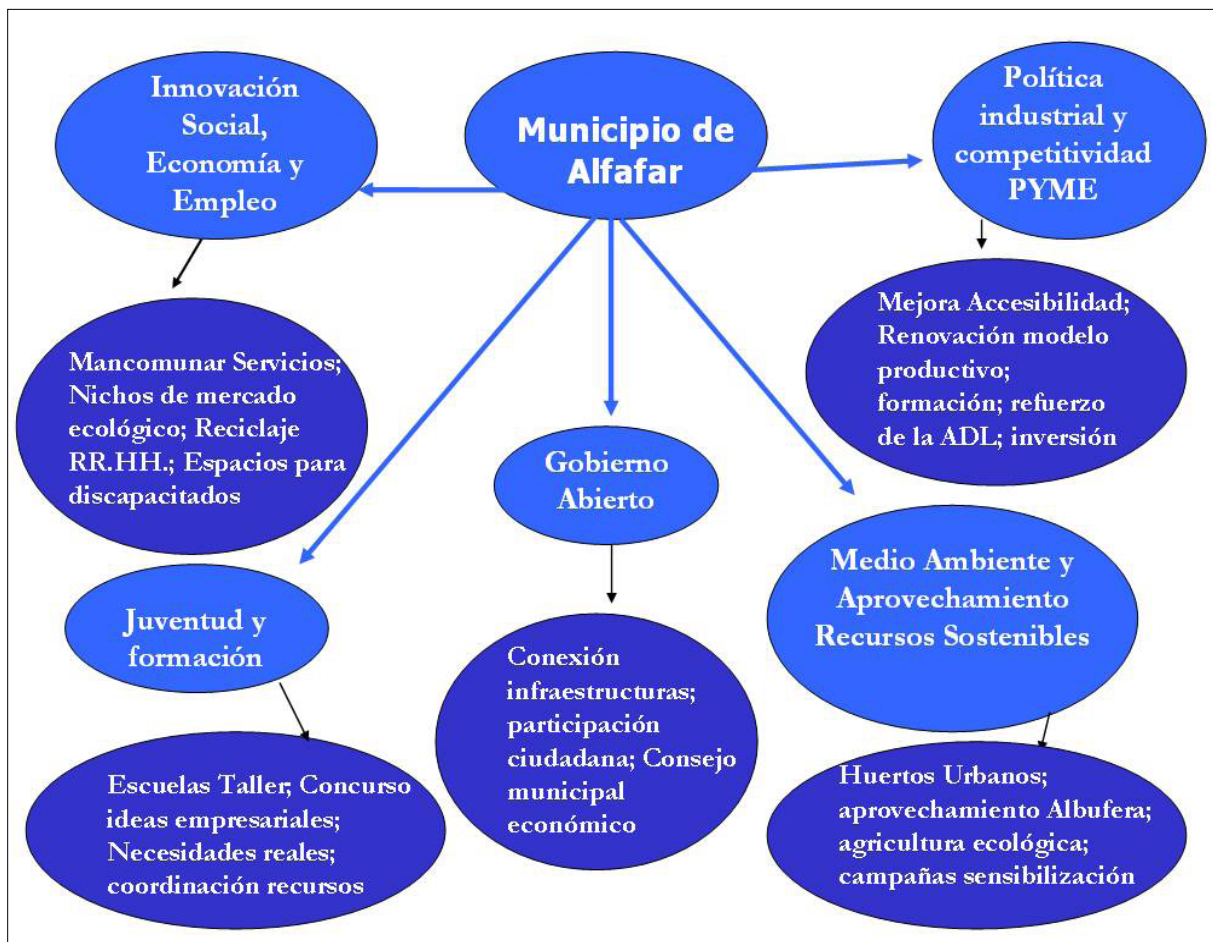 Municipio de
Alfafar
Innovación
Social,
Economía y
Empleo
Política
industrial y
competitividad
PYME
Mancomunar Servicios;
Nichos de mercado
ecológico; Reciclaje
RR.HH.; Espacios para
discapacitados
Mejora Accesibilidad;
Renovación modelo
productivo;
formación; refuerzo
de la ADL; inversión
Gobierno
Abierto
Juventud y
formación
Medio Ambiente y
Aprovechamiento
Recursos Sostenibles
Escuelas Taller; Concurso
ideas empresariales;
Necesidades reales;
coordinación recursos
Conexión
infraestructuras;
participación
ciudadana; Consejo
municipal
económico
Huertos Urbanos;
aprovechamiento Albufera;
agricultura ecológica;
campañas sensibilización